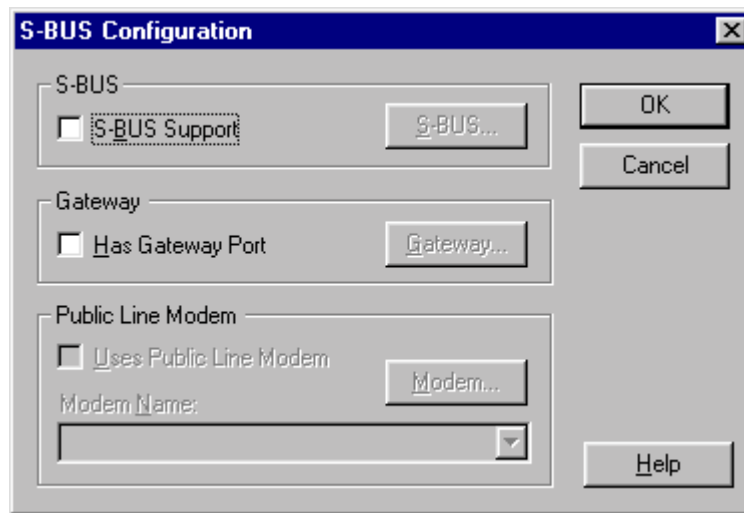 S-BUS Configuration
S-BUS
S-BUS Support
S-BUS...
OK
Cancel
Gateway
Has Gateway Port
Gateway...
Public Line Modem
Uses Public Line Modem
Modem...
Modem Name:
Help